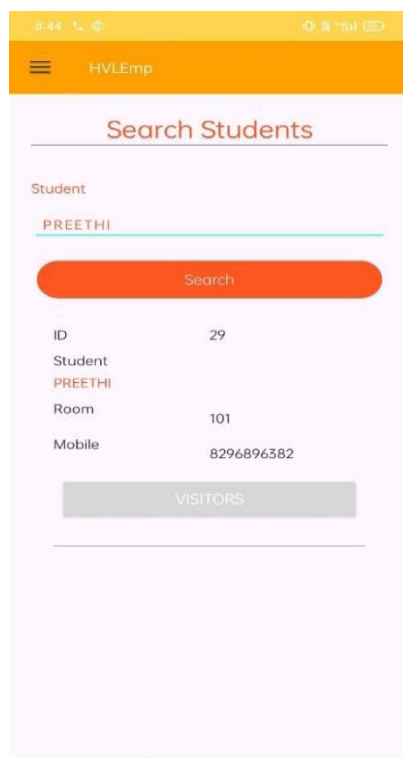 8:44
HVLEmp
Search Students
Student
PREETHI
Search
ID 29
Student
PREETHI
Room 101
Mobile 8296896382
VISITORS